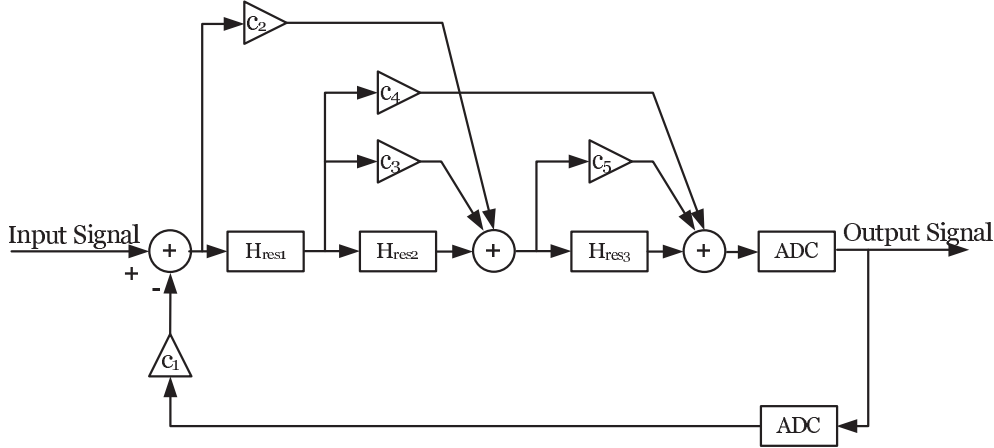 c2
c4
c3
c5
Input Signal
+
+
Hres1
Hres2
+
Hres3
+
ADC
Output Signal
-
c1
ADC